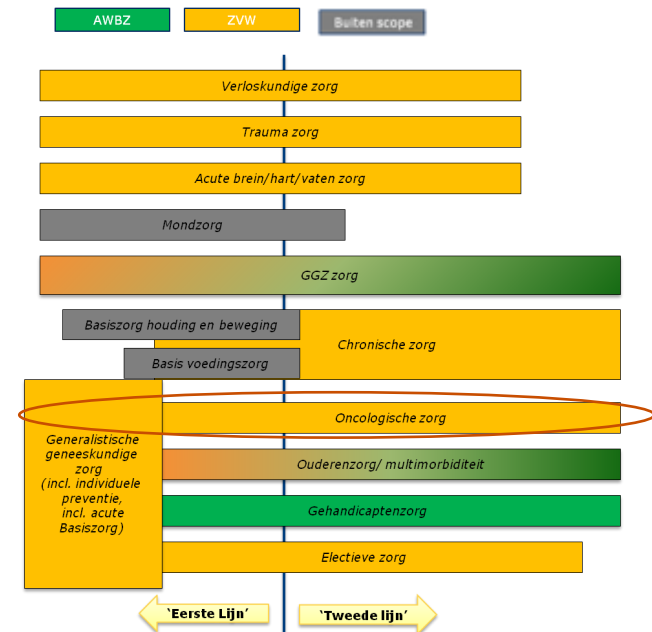 AWBZ
ZVW
Buiten scope
Verloskundige zorg
Trauma zorg
Acute brein/hart/vaten zorg
Mondzorg
GGZ zorg
Basiszorg houding en beweging
Chronische zorg
Basis voedingszorg
Oncologische zorg
Generalistische
geneeskundige
zorg
(incl. individuele
preventie,
incl. acute
Basiszorg)
Ouderenzorg/ multimorbiditeit
Gehandicaptenzorg
Electieve zorg
‘Eerste Lijn’
‘Tweede lijn’